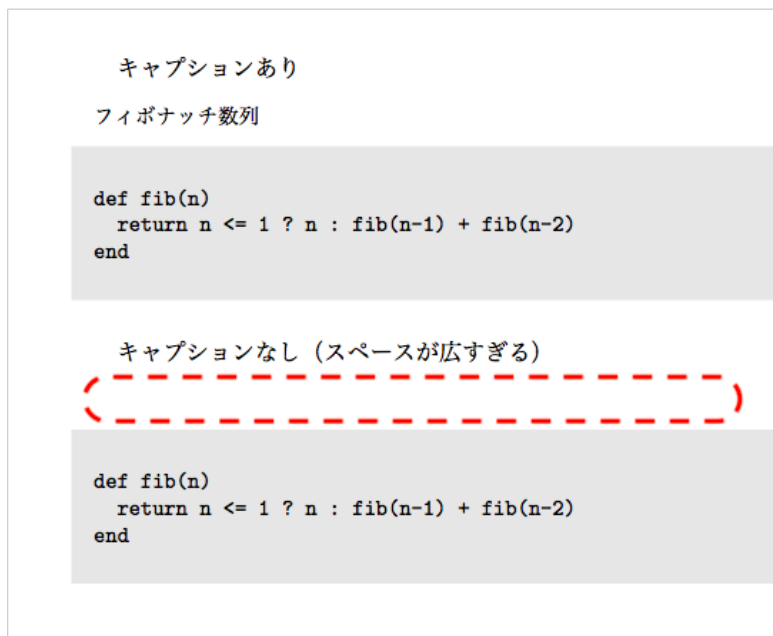 キャプションあり
フィボナッチ数列
def fib(n)
  return n <= 1 ? n : fib(n-1) + fib(n-2)
end
キャプションなし（スペースが広すぎる）
def fib(n)
  return n <= 1 ? n : fib(n-1) + fib(n-2)
end